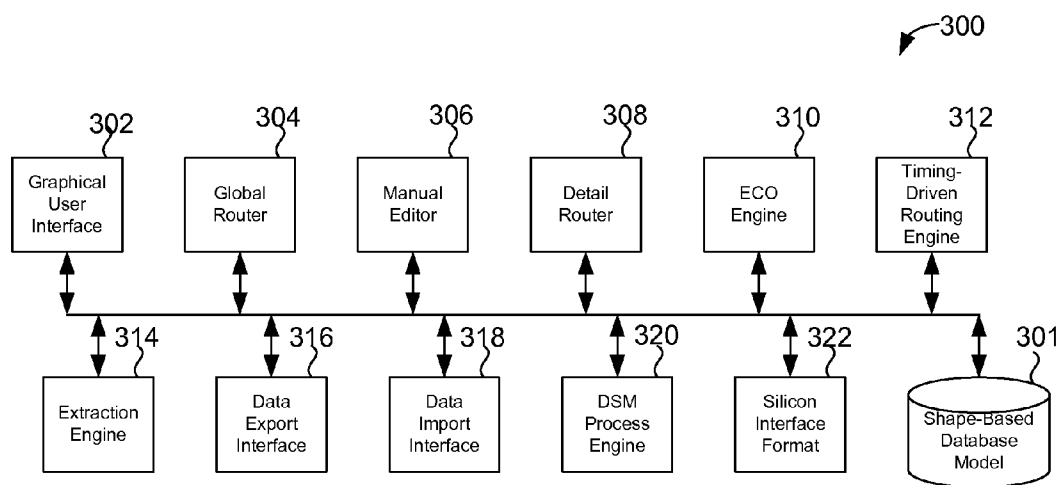 300
302
304
306
308
310
312
Graphical
User
Interface
Global
Router
Manual
Editor
Detail
Router
ECO
Engine
Timing-
Driven
Routing
Engine
314
316
318
320
322
301
Extraction
Engine
Data
Export
Interface
Data
Import
Interface
DSM
Process
Engine
Silicon
Interface
Format
Shape-Based
Database
Model